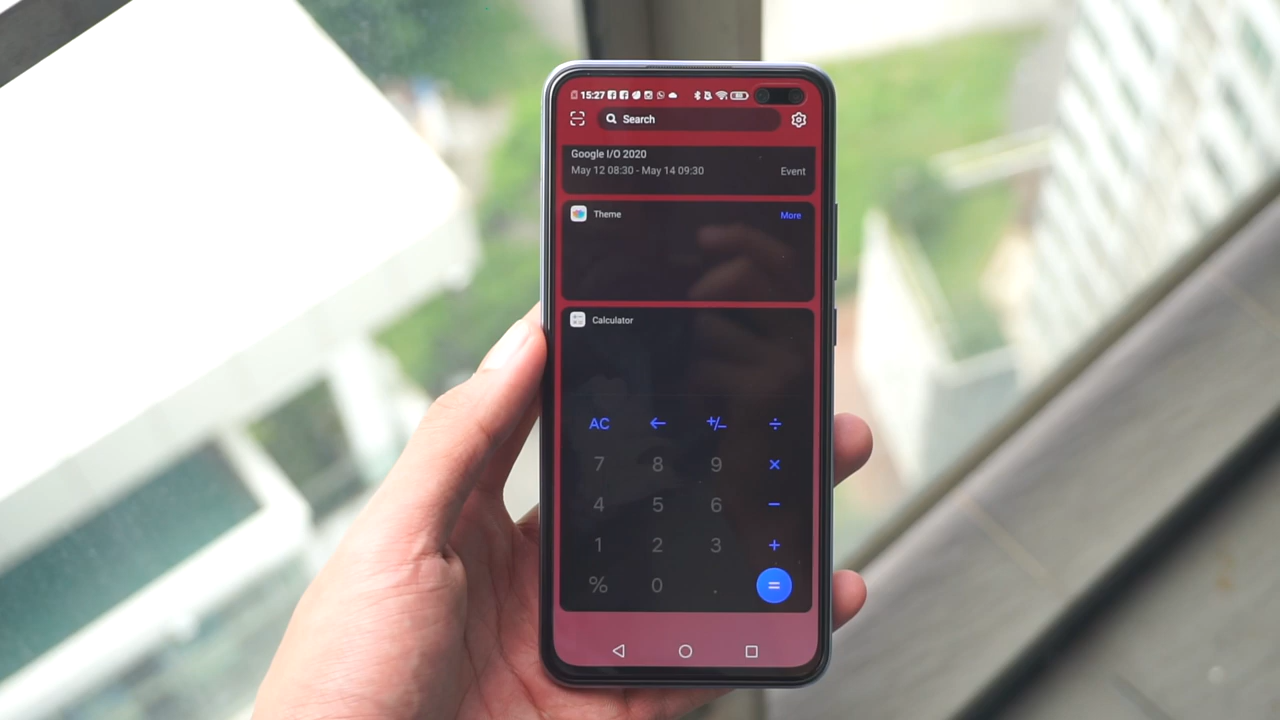 15:27
Search
Google I/O 2020
May 12 08:30 - May 14 09:30 Event
Theme More
Calculator
AC ← +/- ÷
7 8 9 ×
4 5 6 −
1 2 3 +
% 0 . =